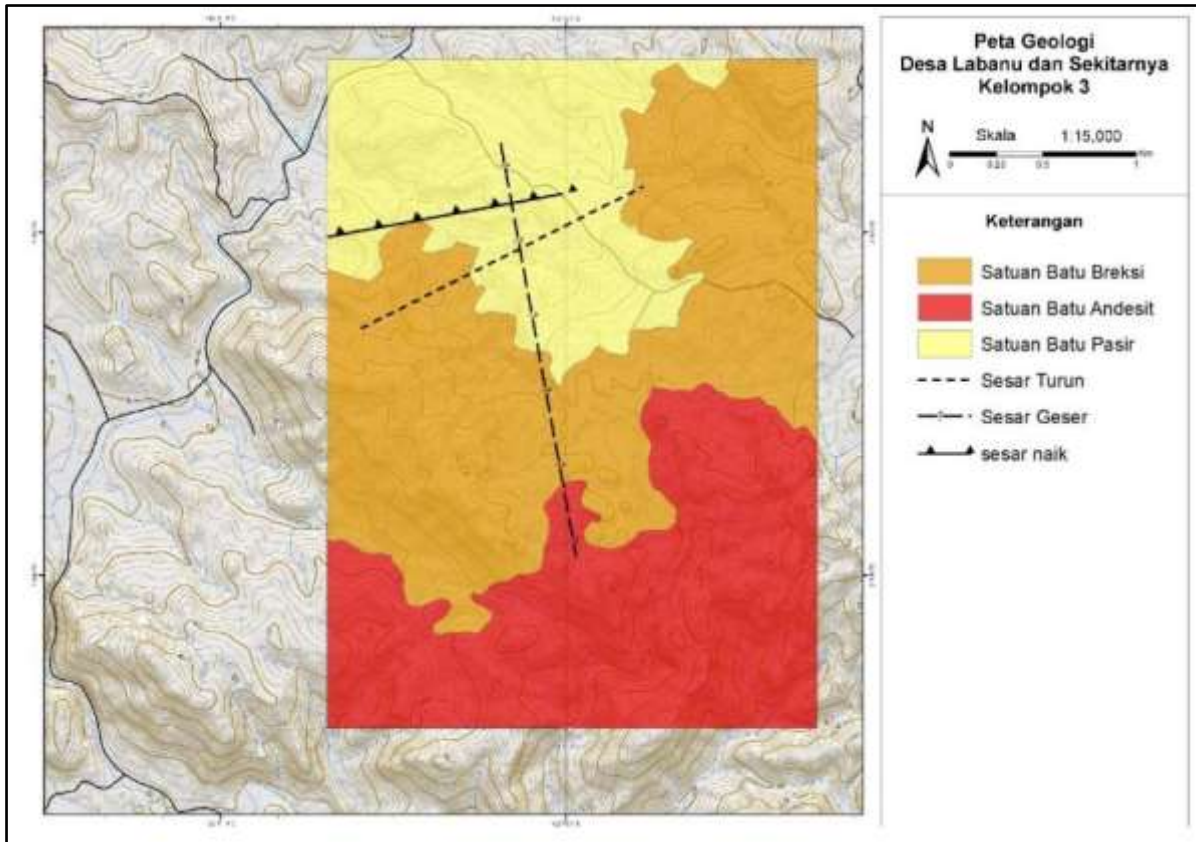 Peta Geologi
Desa Labanu dan Sekitarnya
Kelompok 3
N
Skala 1:15,000
0 0.5 1 Km
Keterangan
Satuan Batu Breksi
Satuan Batu Andesit
Satuan Batu Pasir
Sesar Turun
Sesar Geser
sesar naik